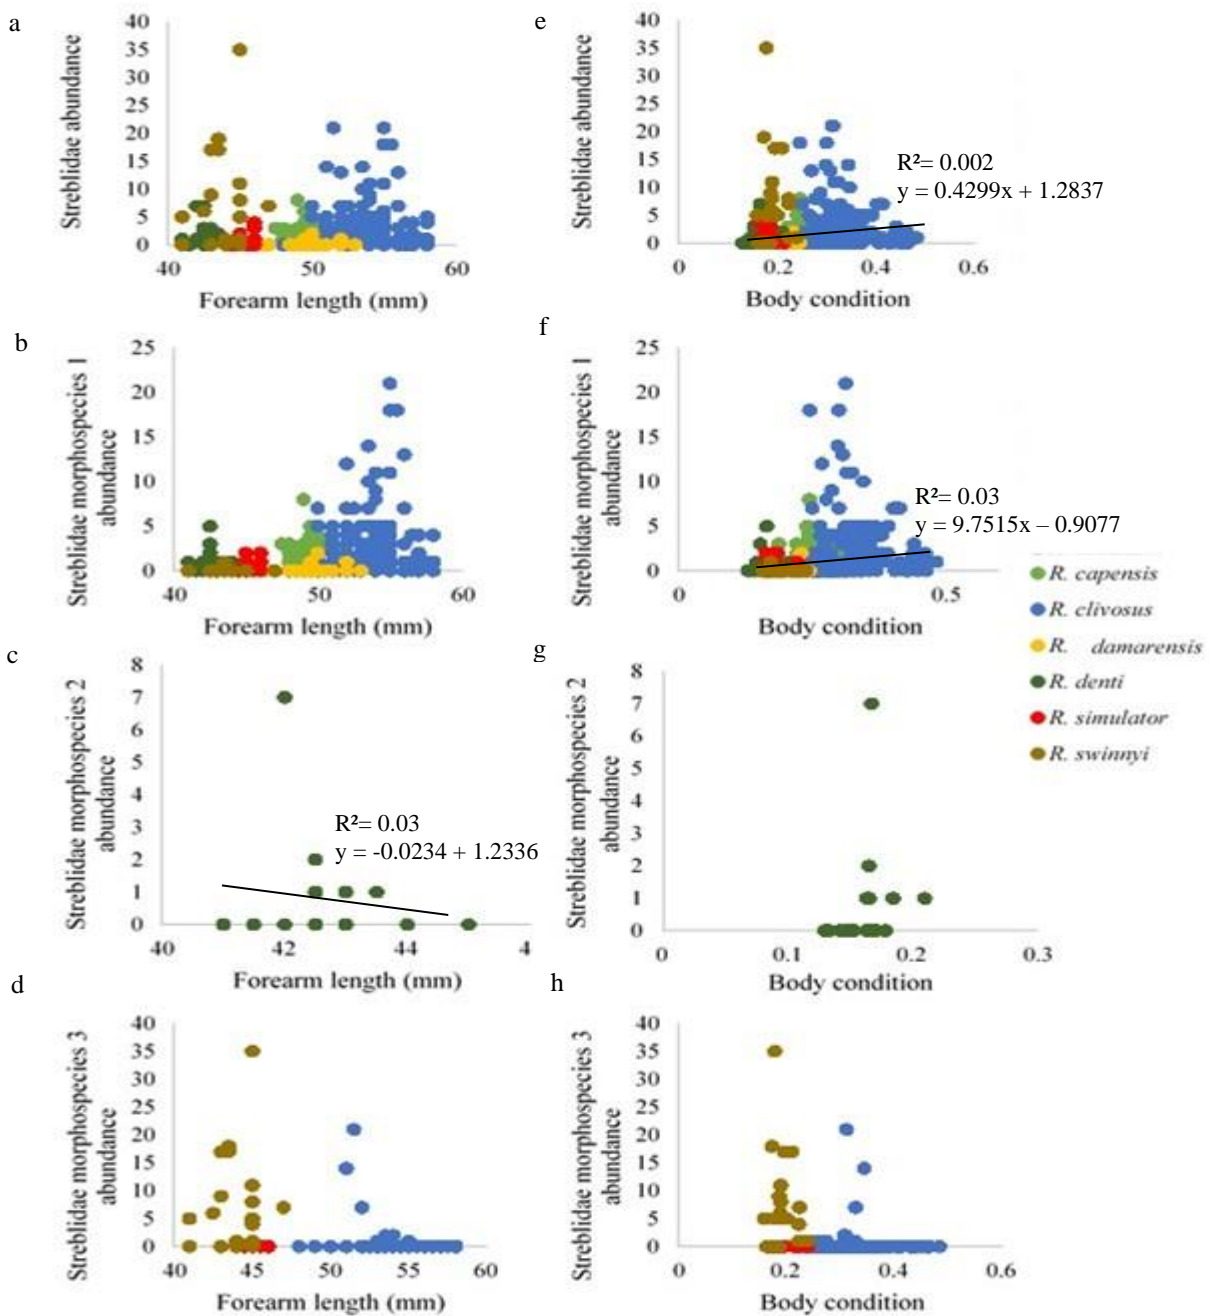 a
Streblidae abundance
40
35
30
25
20
15
10
5
0
40
50
60
Forearm length (mm)
e
Streblidae abundance
40
35
30
25
20
15
10
5
0
R²= 0.002
y = 0.4299x + 1.2837
0
0.2
0.4
0.6
Body condition
b
Streblidae morphospecies 1
abundance
25
20
15
10
5
0
40
50
60
Forearm length (mm)
f
Streblidae morphospecies 1
abundance
25
20
15
10
5
0
R²= 0.03
y = 9.7515x – 0.9077
0
0.5
Body condition
R. capensis
R. clivosus
R. damarensis
R. denti
R. simulator
R. swinnyi
c
Streblidae morphospecies 2
abundance
8
7
6
5
4
3
2
1
0
R²= 0.03
y = -0.0234 + 1.2336
40
42
44
4
Forearm length (mm)
g
Streblidae morphospecies 2
abundance
8
7
6
5
4
3
2
1
0
0
0.1
0.2
0.3
Body condition
d
Streblidae morphospecies 3
abundance
40
35
30
25
20
15
10
5
0
40
45
50
55
60
Forearm length (mm)
h
Streblidae morphospecies 3
abundance
40
35
30
25
20
15
10
5
0
0
0.2
0.4
0.6
Body condition